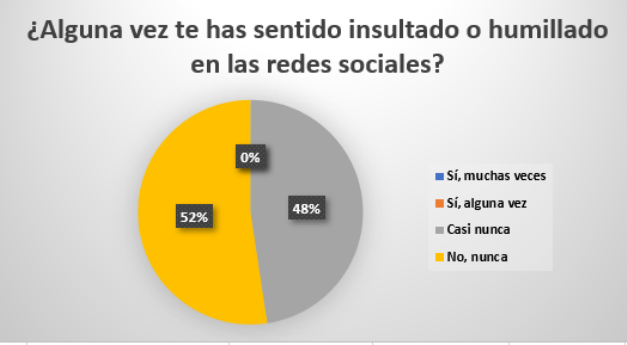 ¿Alguna vez te has sentido insultado o humillado
en las redes sociales?
0%
52%
48%
Sí, muchas veces
Sí, alguna vez
Casi nunca
No, nunca